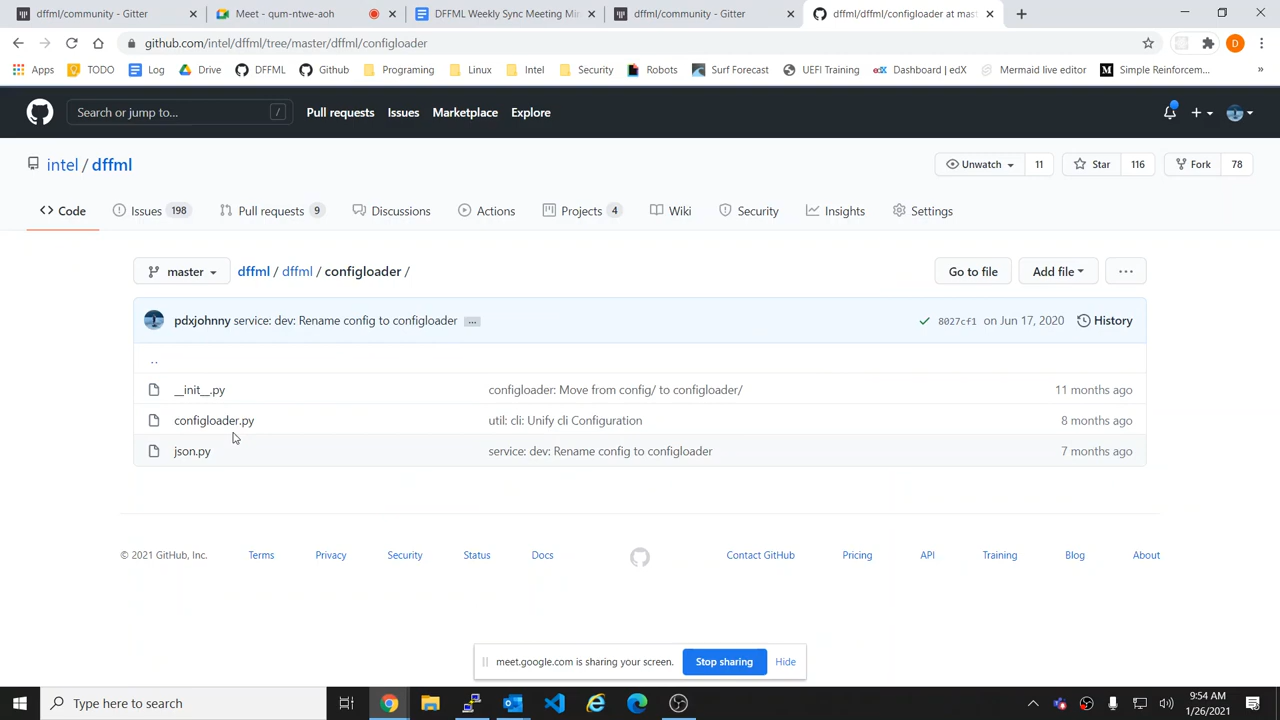 dffml/community - Gitter
Meet - qum-ntwe-aoh
DFFML Weekly Sync Meeting Min
dffml/community - Gitter
dffml/dffml/configloader at mast
github.com/intel/dffml/tree/master/dffml/configloader
Apps TODO Log Drive DFFML Github Programing Linux Intel Security Robots Surf Forecast UEFI Training Dashboard | edX Mermaid live editor Simple Reinforcem... »
Search or jump to... / Pull requests Issues Marketplace Explore
intel / dffml
Unwatch 11 Star 116 Fork 78
Code Issues 198 Pull requests 9 Discussions Actions Projects 4 Wiki Security Insights Settings
master dffml / dffml / configloader / Go to file Add file ...
pdxjohnny service: dev: Rename config to configloader ... 8027cf1 on Jun 17, 2020 History
..
__init__.py configloader: Move from config/ to configloader/ 11 months ago
configloader.py util: cli: Unify cli Configuration 8 months ago
json.py service: dev: Rename config to configloader 7 months ago
© 2021 GitHub, Inc. Terms Privacy Security Status Docs Contact GitHub Pricing API Training Blog About
meet.google.com is sharing your screen. Stop sharing Hide
Type here to search
9:54 AM
1/26/2021